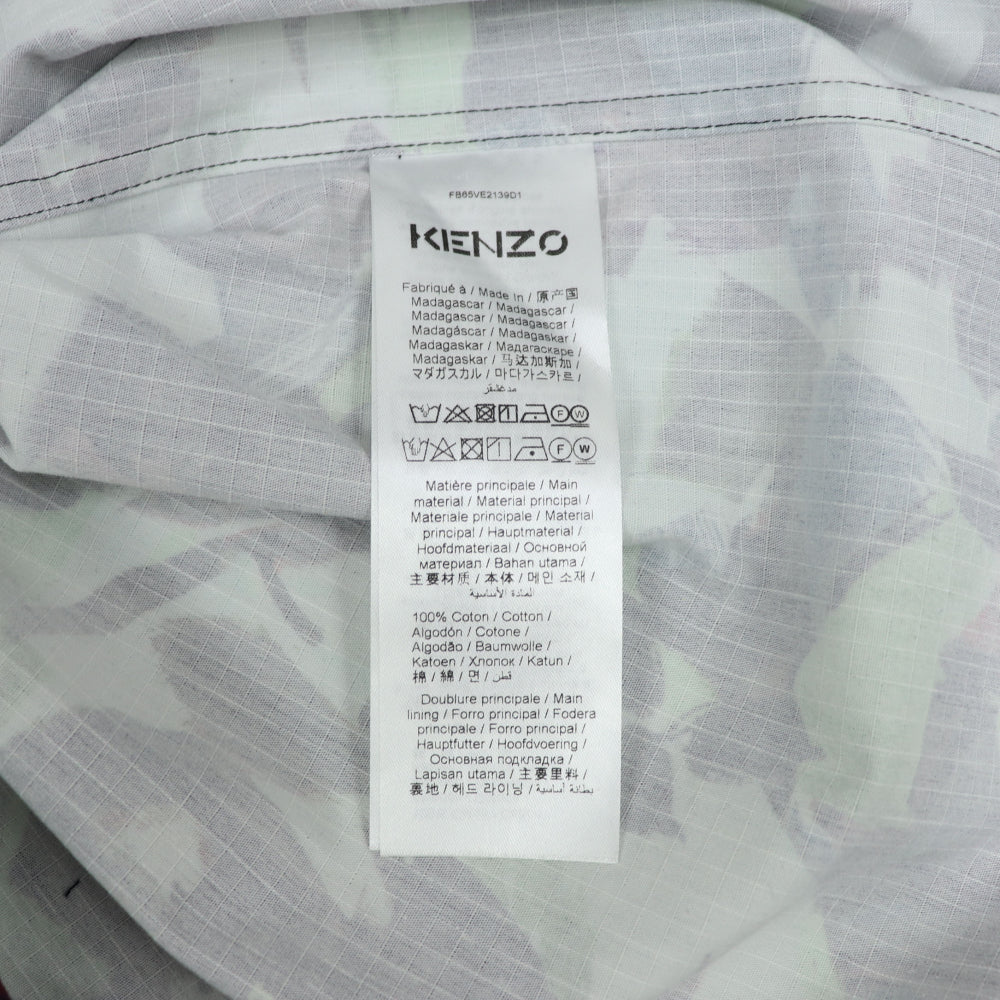 FB65VE2139D1
KENZO
Fabriqué à / Made In / 原产国
Madagascar / Madagascar /
Madagascar / Madagascar /
Madagáscar / Madagaskar /
Madagaskar / Мадагаскаре /
Madagaskar / 马达加斯加 /
マダガスカル / 마다가스카르 /
مدغشقر
F W
F W
Matière principale / Main
material / Material principal /
Materiale principale / Material
principal / Hauptmaterial /
Hoofdmateriaal / Основной
материал / Bahan utama /
主要材质 / 本体 / 메인 소재 /
المادة الأساسية
100% Coton / Cotton /
Algodón / Cotone /
Algodão / Baumwolle /
Katoen / Хлопок / Katun /
棉 / 綿 / 면 / قطن
Doublure principale / Main
lining / Forro principal / Fodera
principale / Forro principal /
Hauptfutter / Hoofdvoering /
Основная подкладка /
Lapisan utama / 主要里料 /
裏地 / 헤드 라이닝 / بطانة أساسية